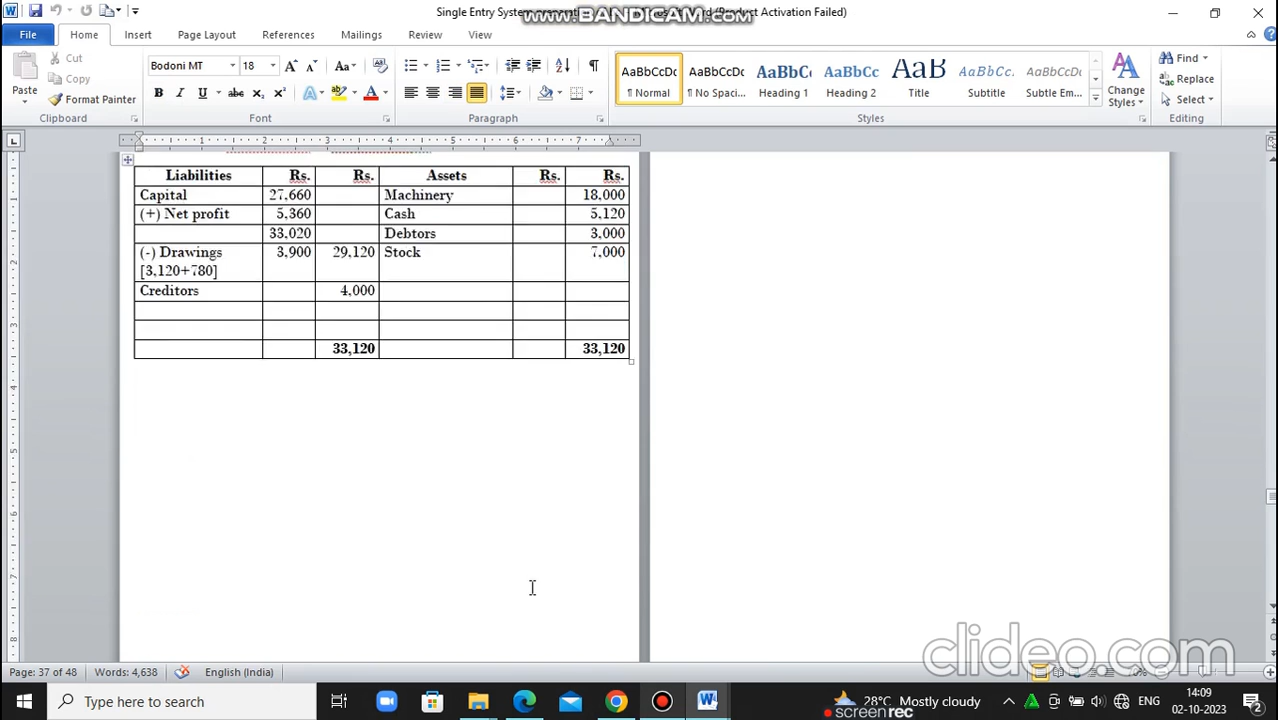 Single Entry System
(Product Activation Failed)
www.BANDICAM.com
File Home Insert Page Layout References Mailings Review View
Paste
Cut
Copy
Format Painter
Clipboard
Bodoni MT 18
Font
Paragraph
AaBbCcDc AaBbCcDc AaBbC AaBbCc AaB AaBbCcD AaBbCcD
¶ Normal ¶ No Spaci... Heading 1 Heading 2 Title Subtitle Subtle Em...
Styles
Change Styles
Find
Replace
Select
Editing
Liabilities Rs. Rs. Assets Rs. Rs.
Capital 27,660 Machinery 18,000
(+) Net profit 5,360 Cash 5,120
33,020 Debtors 3,000
(-) Drawings 3,900 29,120 Stock 7,000
[3,120+780]
Creditors 4,000
33,120 33,120
clideo.com
Page: 37 of 48 Words: 4,638 English (India)
Type here to search
28°C Mostly cloudy
ENG
14:09
02-10-2023
screen rec